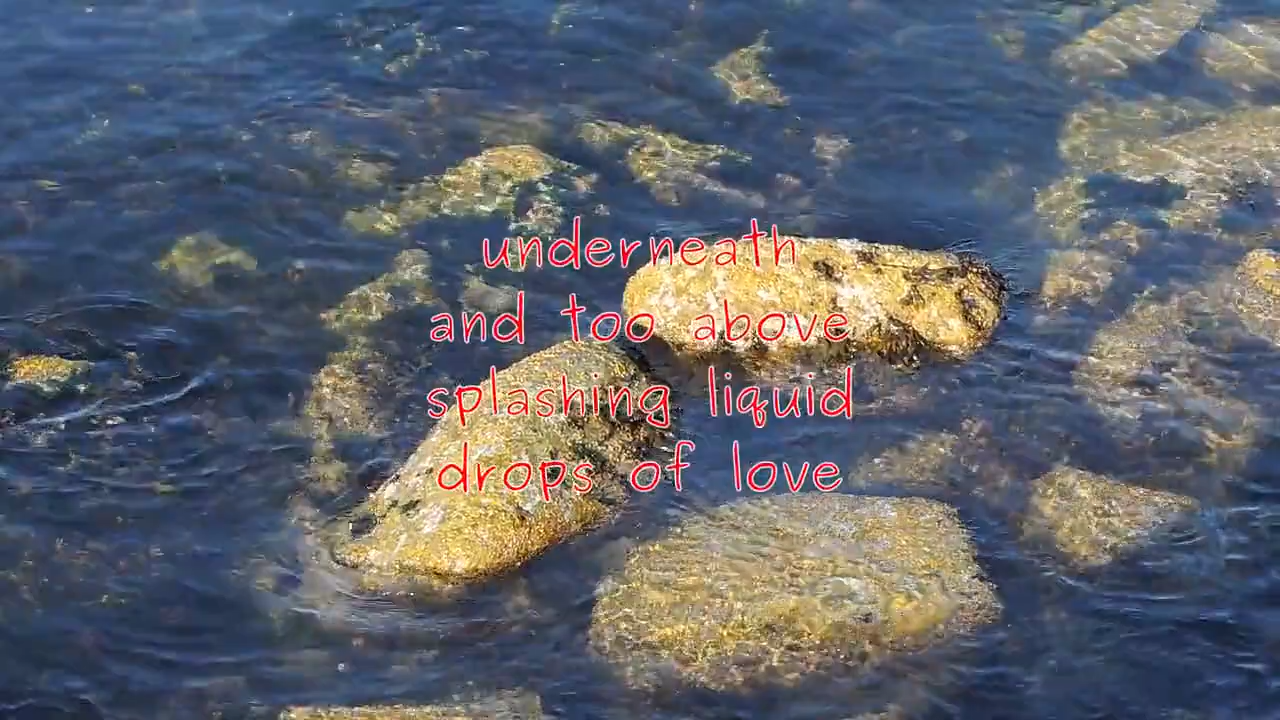 underneath
and too above
splashing liquid
drops of love